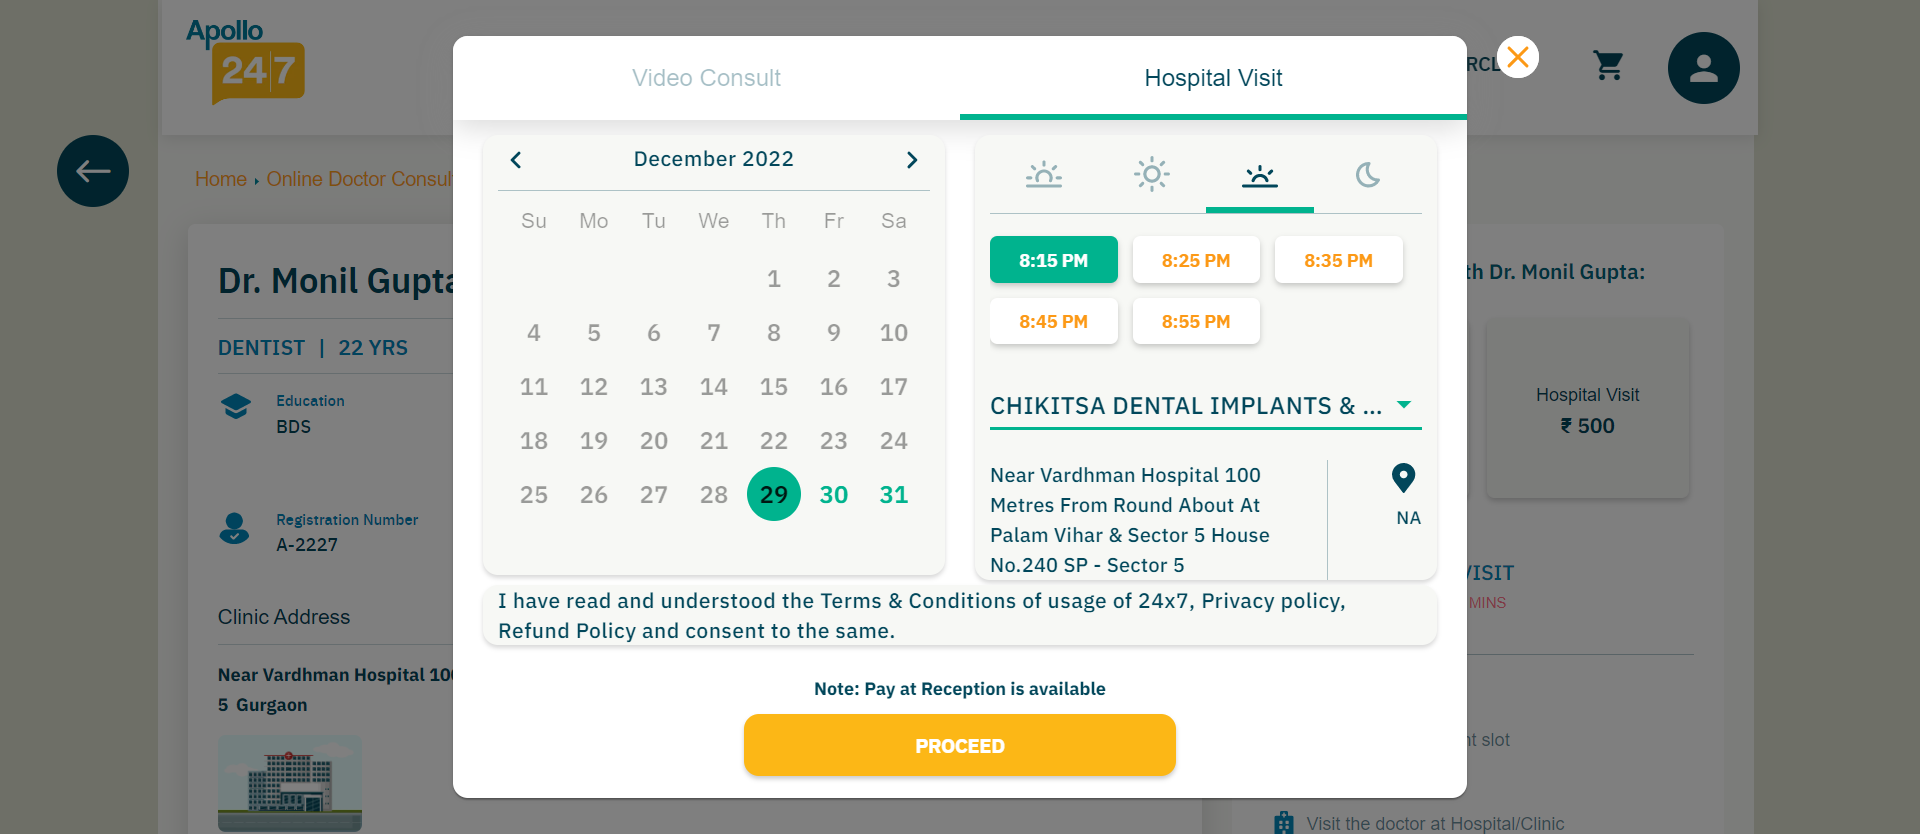 Apollo
24|7
RCL
Home
Online Doctor Consul
Dr. Monil Gupta
DENTIST | 22 YRS
Education
BDS
Registration Number
A-2227
Clinic Address
Near Vardhman Hospital 100
5 Gurgaon
Video Consult
Hospital Visit
December 2022
Su Mo Tu We Th Fr Sa
1 2 3
4 5 6 7 8 9 10
11 12 13 14 15 16 17
18 19 20 21 22 23 24
25 26 27 28 29 30 31
8:15 PM 8:25 PM 8:35 PM
8:45 PM 8:55 PM
CHIKITSA DENTAL IMPLANTS & ...
Near Vardhman Hospital 100
Metres From Round About At
Palam Vihar & Sector 5 House
No.240 SP - Sector 5
NA
I have read and understood the Terms & Conditions of usage of 24x7, Privacy policy,
Refund Policy and consent to the same.
Note: Pay at Reception is available
PROCEED
th Dr. Monil Gupta:
Hospital Visit
₹ 500
VISIT
MINS
nt slot
Visit the doctor at Hospital/Clinic